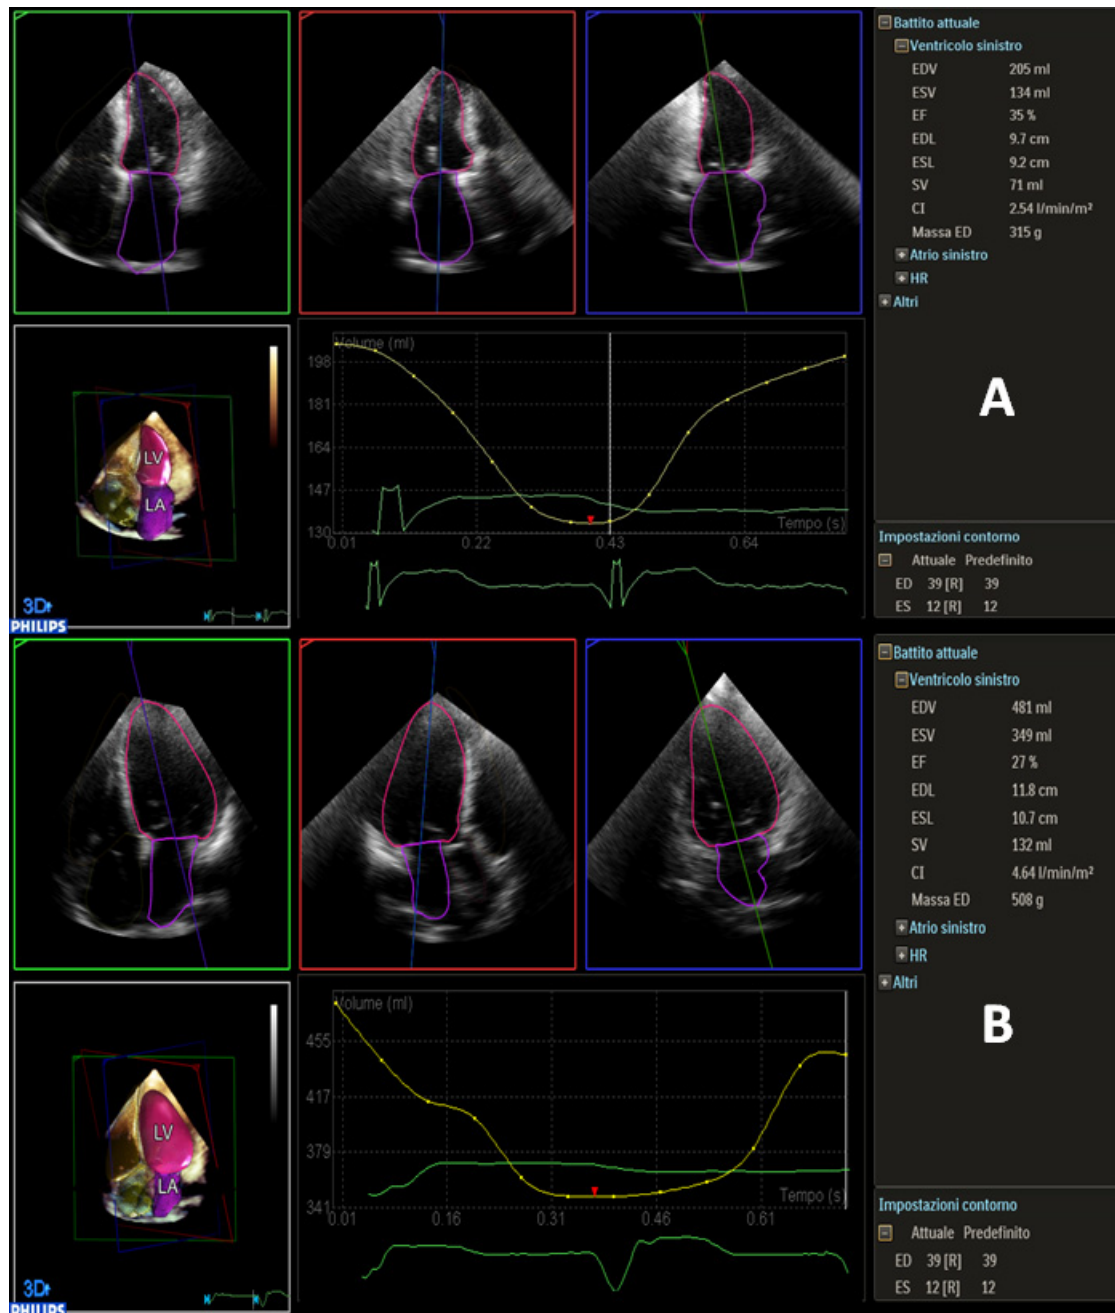 Battito attuale
Ventricolo sinistro
EDV 205 ml
ESV 134 ml
EF 35 %
EDL 9.7 cm
ESL 9.2 cm
SV 71 ml
CI 2.54 l/min/m²
Massa ED 315 g
Atrio sinistro
HR
Altri
A
LV
LA
3D
PHILIPS
Volume (ml)
198
181
164
147
130
0.01 0.22 0.43 0.64
Tempo (s)
Impostazioni contorno
Attuale Predefinito
ED 39 [R] 39
ES 12 [R] 12
Battito attuale
Ventricolo sinistro
EDV 481 ml
ESV 349 ml
EF 27 %
EDL 11.8 cm
ESL 10.7 cm
SV 132 ml
CI 4.64 l/min/m²
Massa ED 508 g
Atrio sinistro
HR
Altri
B
LV
LA
3D
PHILIPS
Volume (ml)
455
417
379
341
0.01 0.16 0.31 0.46 0.61
Tempo (s)
Impostazioni contorno
Attuale Predefinito
ED 39 [R] 39
ES 12 [R] 12